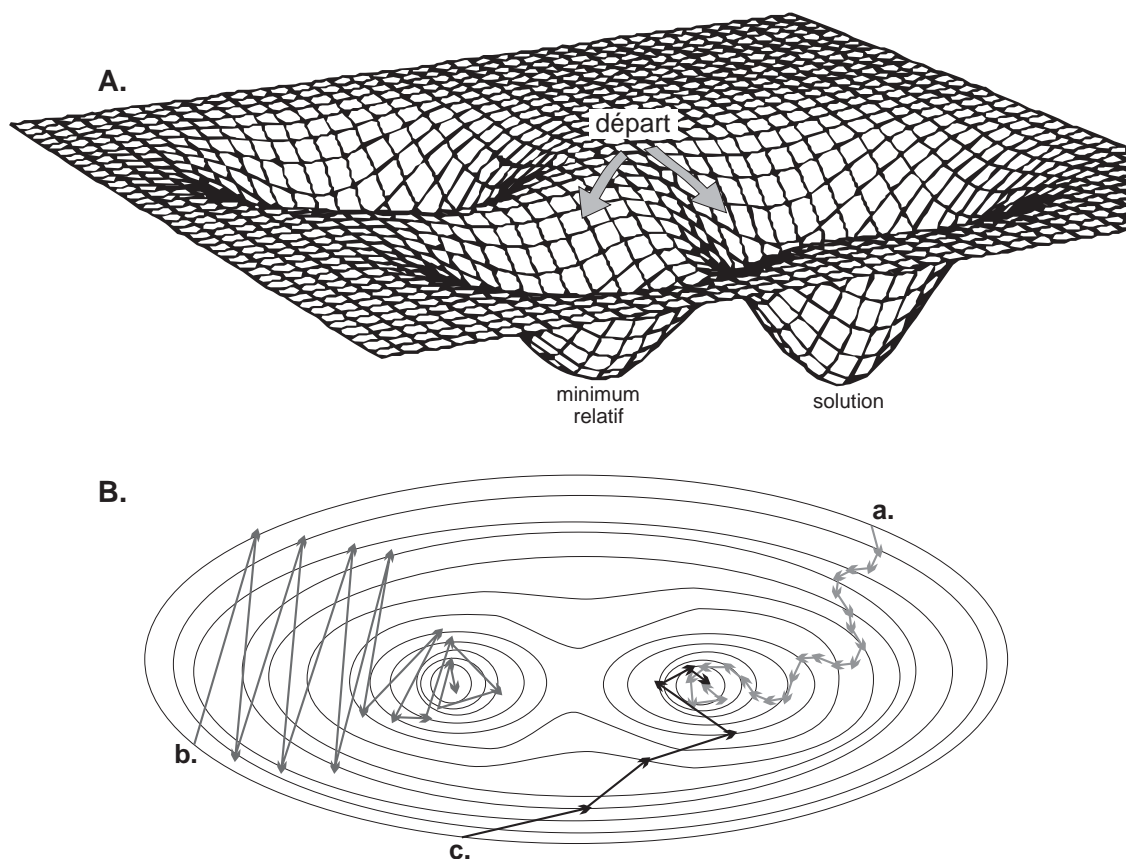 A.
départ
minimum
relatif
solution
B.
a.
b.
c.